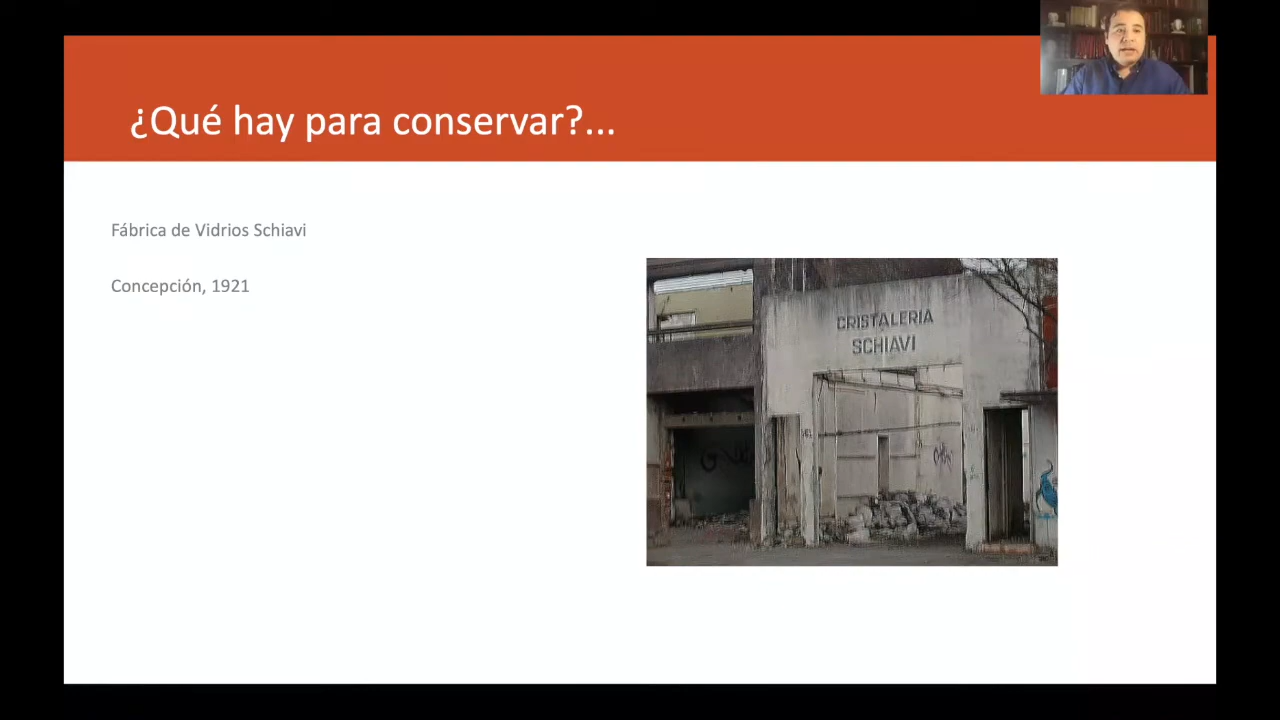 ¿Qué hay para conservar?...
Fábrica de Vidrios Schiavi
Concepción, 1921
CRISTALERIA
SCHIAVI